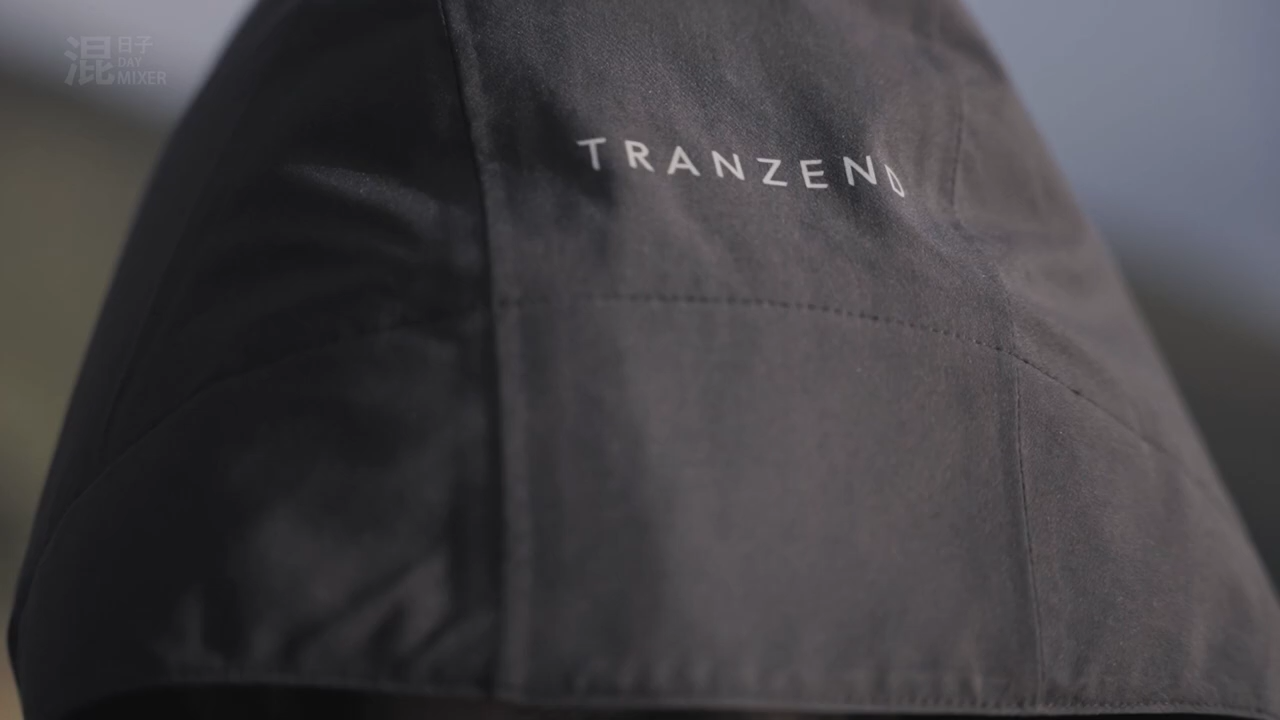 混
日子
DAY
MIXER
TRANZEND